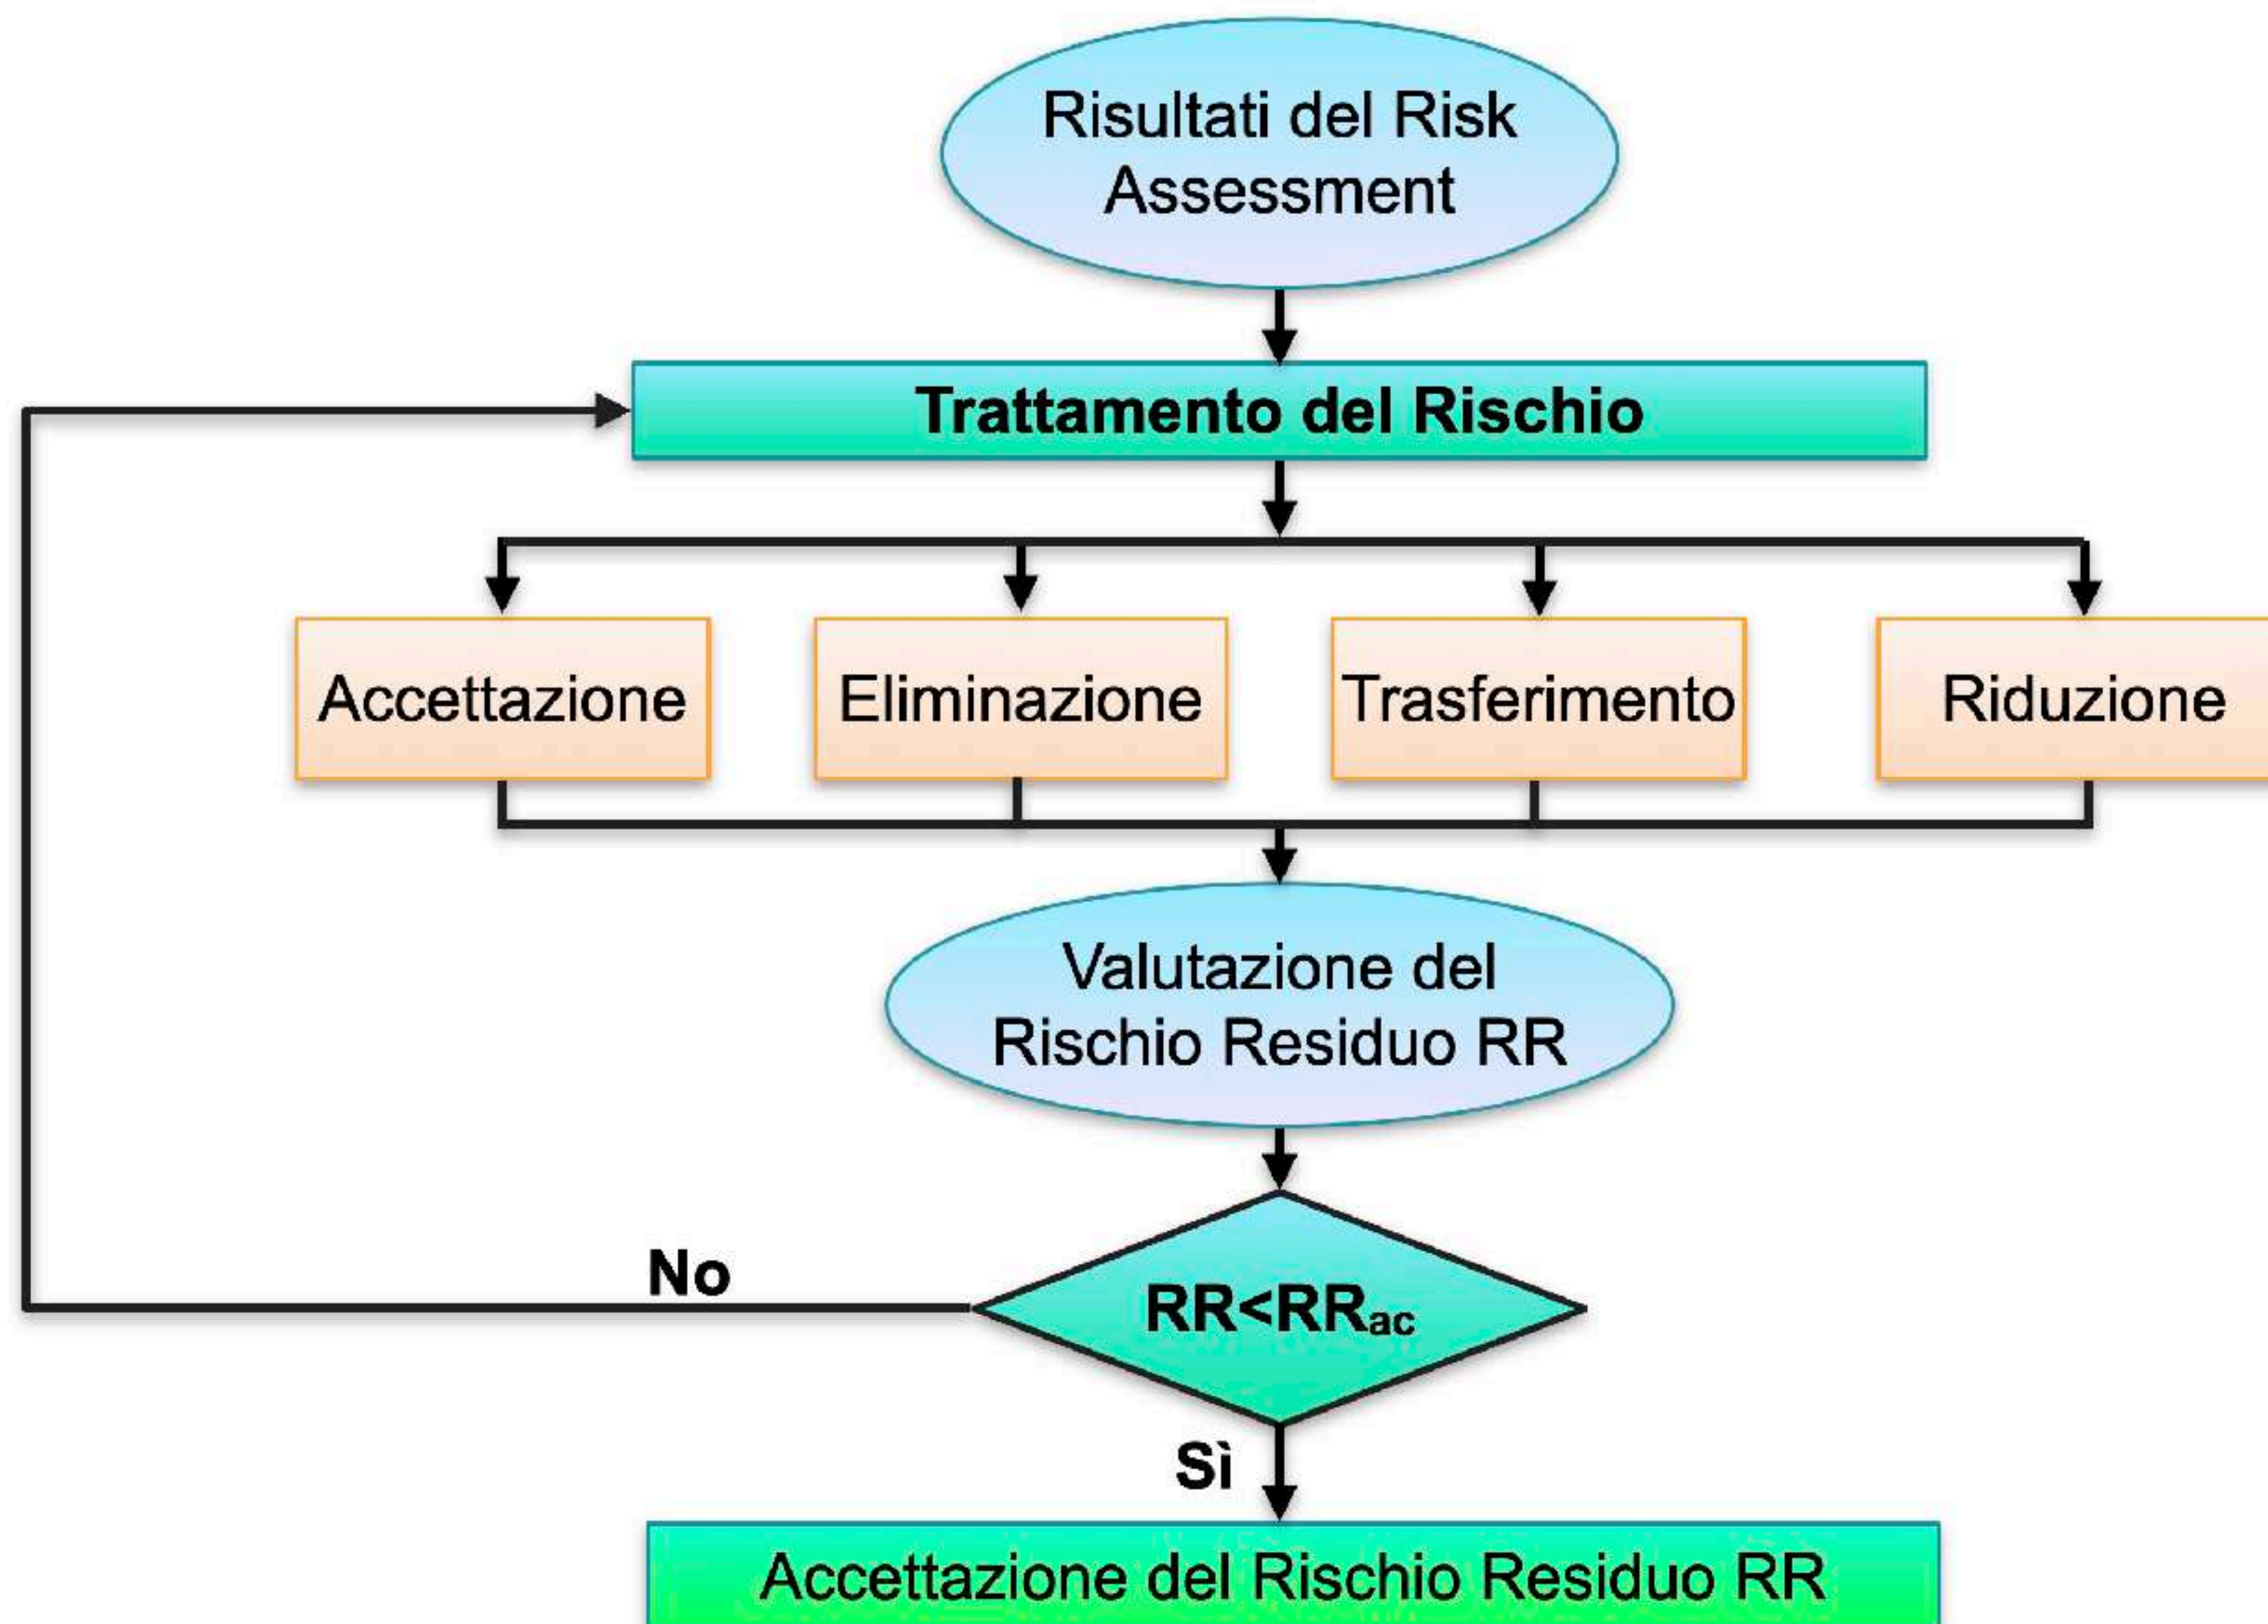 Risultati del Risk
Assessment
Trattamento del Rischio
Accettazione
Eliminazione
Trasferimento
Riduzione
Valutazione del
Rischio Residuo RR
No
RR<RRac
Sì
Accettazione del Rischio Residuo RR